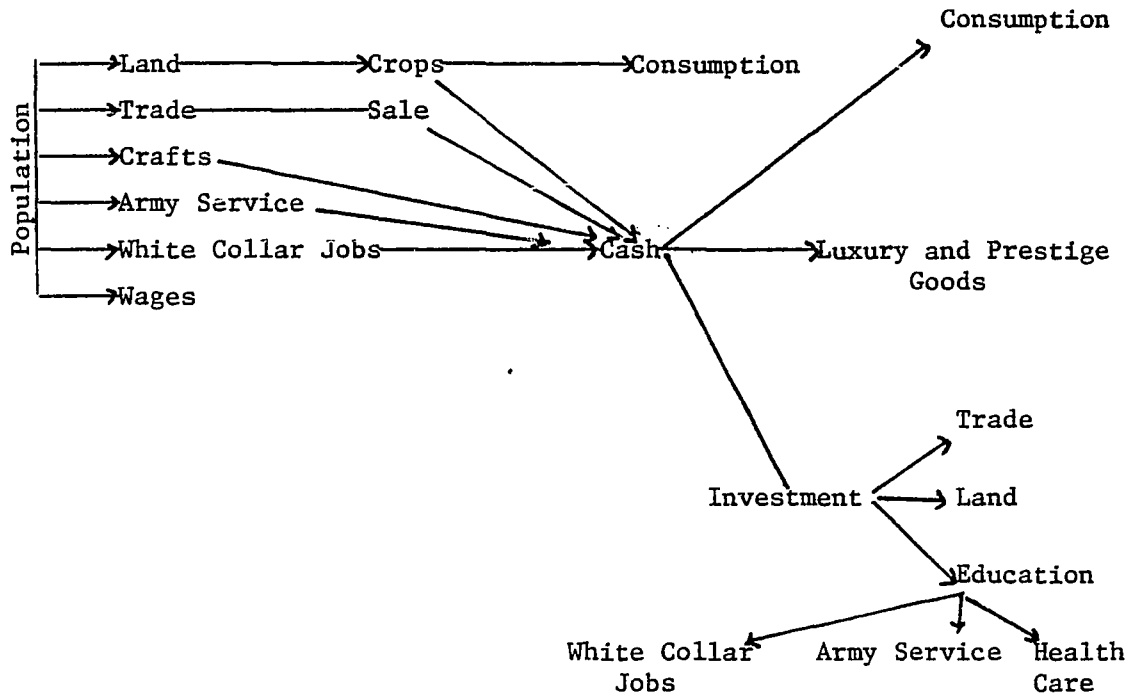 Consumption
Population
Land Crops Consumption
Trade Sale
Crafts
Army Service
White Collar Jobs Cash Luxury and Prestige
Goods
Wages
Trade
Investment Land
Education
White Collar Army Service Health
Jobs Care